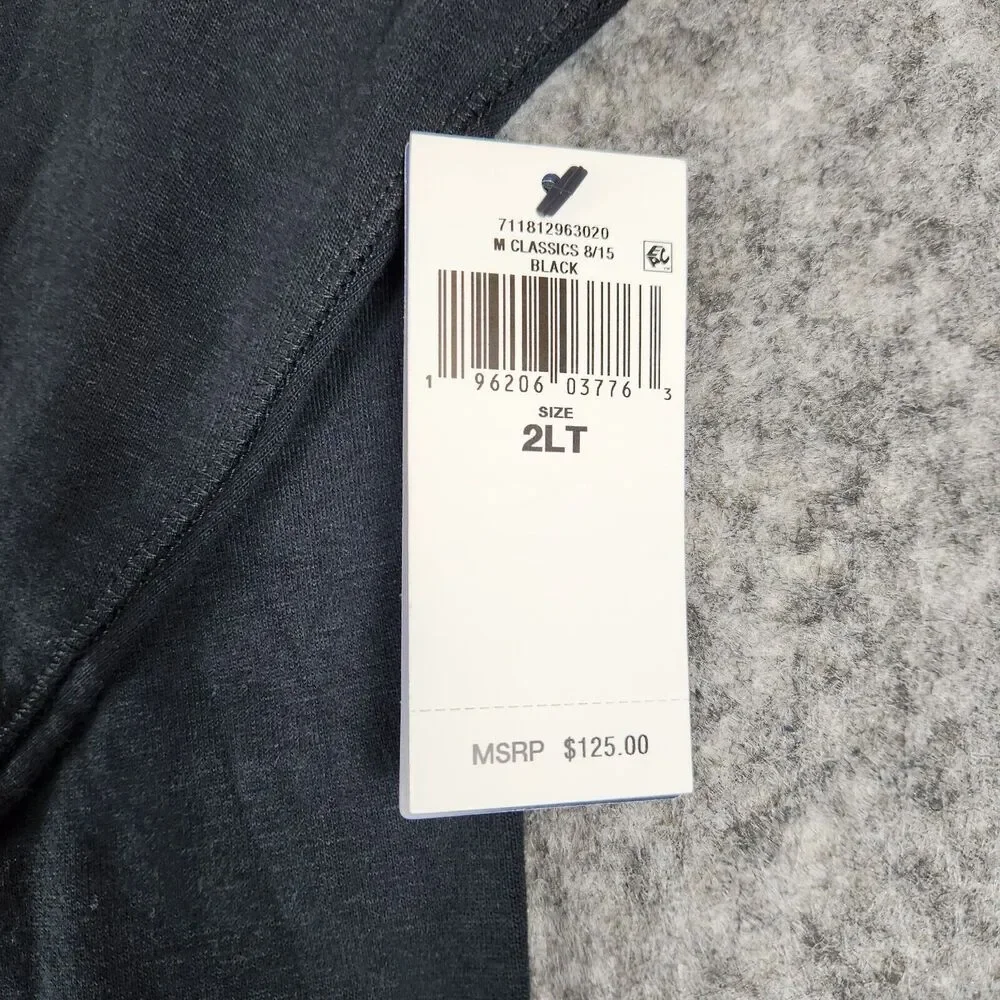 711812963020
M CLASSICS 8/15
BLACK
1 96206 03776 3
SIZE
2LT
MSRP $125.00